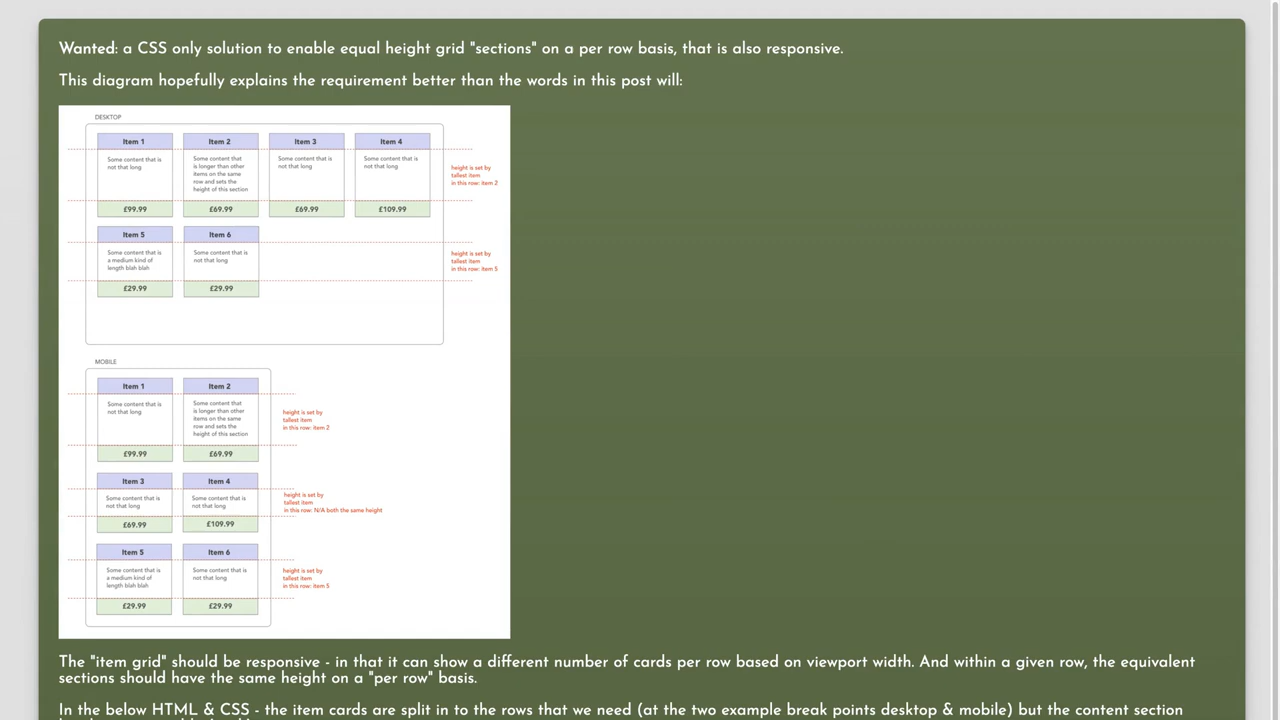 Wanted: a CSS only solution to enable equal height grid "sections" on a per row basis, that is also responsive.
This diagram hopefully explains the requirement better than the words in this post will:
DESKTOP
Item 1 Item 2 Item 3 Item 4
Some content that is
not that long
Some content that
is longer than other
items on the same
row and sets the
height of this section
Some content that is
not that long
Some content that is
not that long
height is set by
tallest item
in this row: item 2
£99.99 £69.99 £69.99 £109.99
Item 5 Item 6
Some content that is
a medium kind of
length blah blah
Some content that is
not that long
height is set by
tallest item
in this row: item 5
£29.99 £29.99
MOBILE
Item 1 Item 2
Some content that is
not that long
Some content that
is longer than other
items on the same
row and sets the
height of this section
height is set by
tallest item
in this row: item 2
£99.99 £69.99
Item 3 Item 4
Some content that is
not that long
Some content that is
not that long
height is set by
tallest item
in this row: N/A both the same height
£69.99 £109.99
Item 5 Item 6
Some content that is
a medium kind of
length blah blah
Some content that is
not that long
height is set by
tallest item
in this row: item 5
£29.99 £29.99
The "item grid" should be responsive - in that it can show a different number of cards per row based on viewport width. And within a given row, the equivalent
sections should have the same height on a "per row" basis.
In the below HTML & CSS - the item cards are split in to the rows that we need (at the two example break points desktop & mobile) but the content section